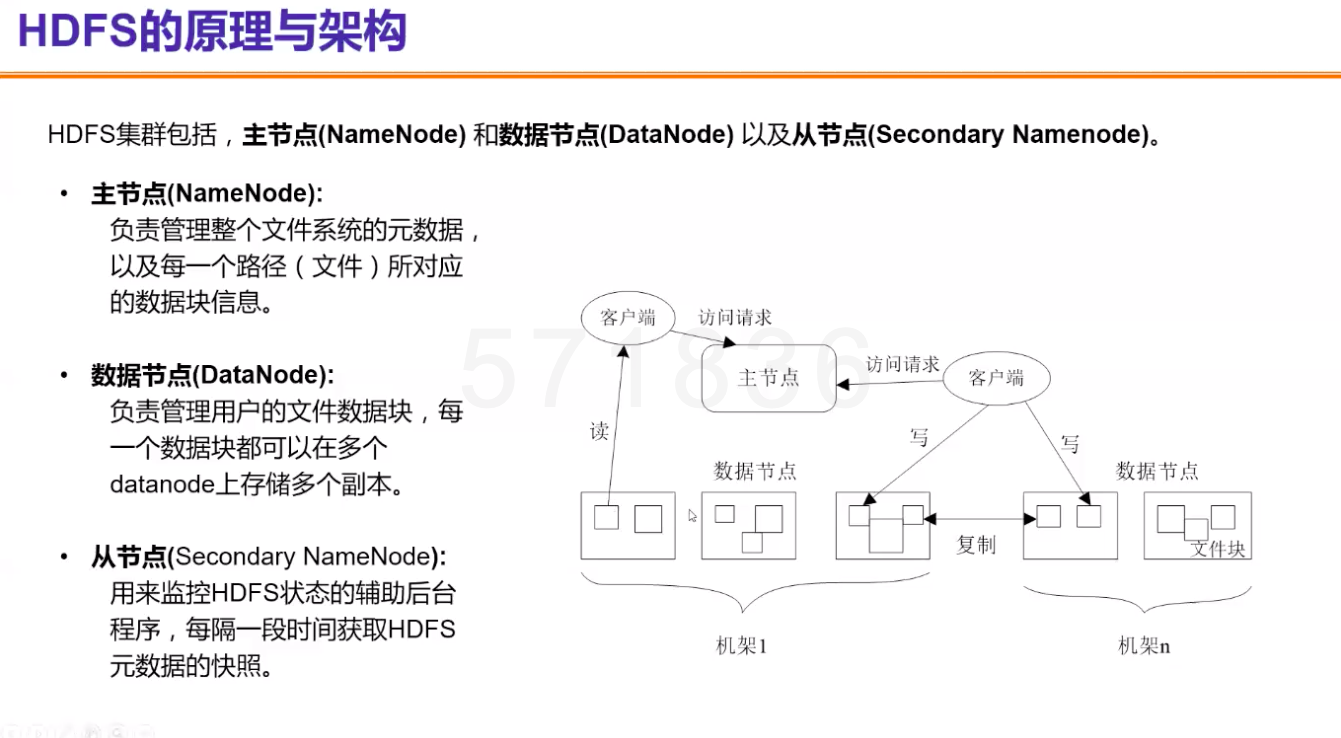 HDFS的原理与架构
HDFS集群包括，主节点(NameNode) 和数据节点(DataNode) 以及从节点(Secondary Namenode)。
• 主节点(NameNode):
负责管理整个文件系统的元数据，
以及每一个路径（文件）所对应
的数据块信息。
• 数据节点(DataNode):
负责管理用户的文件数据块，每
一个数据块都可以在多个
datanode上存储多个副本。
• 从节点(Secondary NameNode):
用来监控HDFS状态的辅助后台
程序，每隔一段时间获取HDFS
元数据的快照。
571836
客户端
访问请求
主节点
访问请求
客户端
读
写
写
数据节点
数据节点
复制
文件块
机架1
机架n